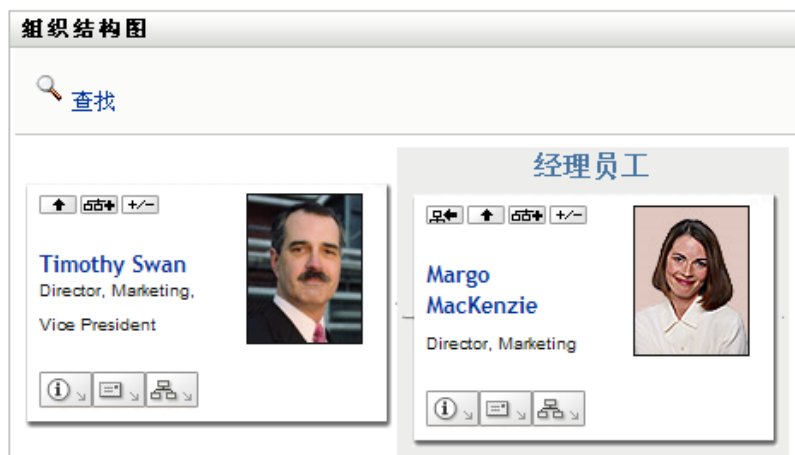 组织结构图
查找
经理员工
Timothy Swan
Director, Marketing,
Vice President
Margo
MacKenzie
Director, Marketing